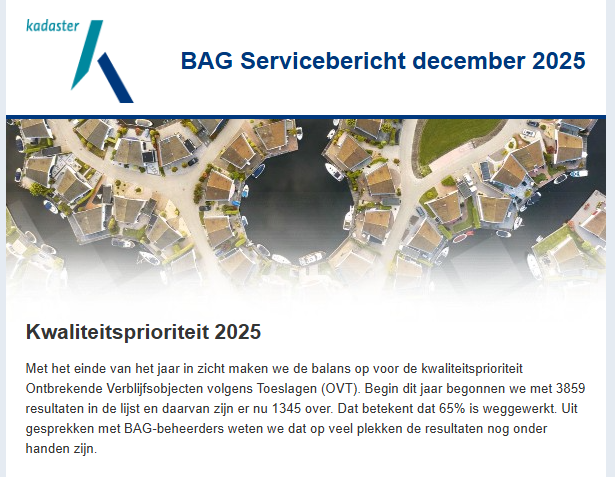 kadaster
BAG Servicebericht december 2025
Kwaliteitsprioriteit 2025
Met het einde van het jaar in zicht maken we de balans op voor de kwaliteitsprioriteit
Ontbrekende Verblijfsobjecten volgens Toeslagen (OVT). Begin dit jaar begonnen we met 3859
resultaten in de lijst en daarvan zijn er nu 1345 over. Dat betekent dat 65% is weggewerkt. Uit
gesprekken met BAG-beheerders weten we dat op veel plekken de resultaten nog onder
handen zijn.